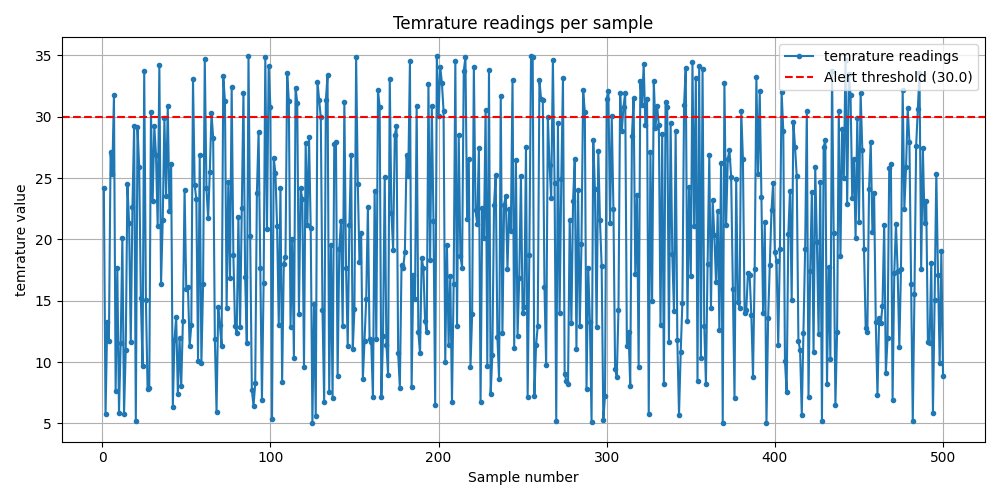 Temrature readings per sample
temrature readings
Alert threshold (30.0)
temrature value
35
30
25
20
15
10
5
0
100
200
300
400
500
Sample number